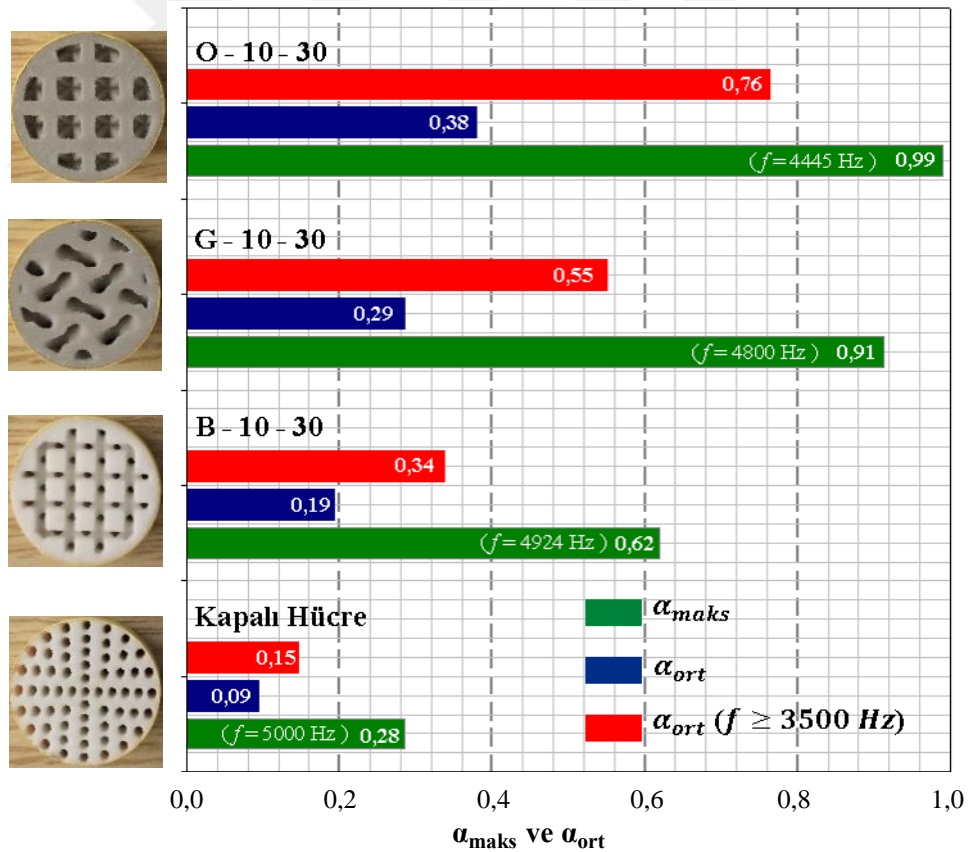 O - 10 - 30
0,76
0,38
(f=4445 Hz) 0,99
G - 10 - 30
0,55
0,29
(f=4800 Hz) 0,91
B - 10 - 30
0,34
0,19
(f=4924 Hz) 0,62
Kapalı Hücre
0,15
0,09
(f=5000 Hz) 0,28
α_maks
α_ort
α_ort (f ≥ 3500 Hz)
0,0 0,2 0,4 0,6 0,8 1,0
α_maks ve α_ort